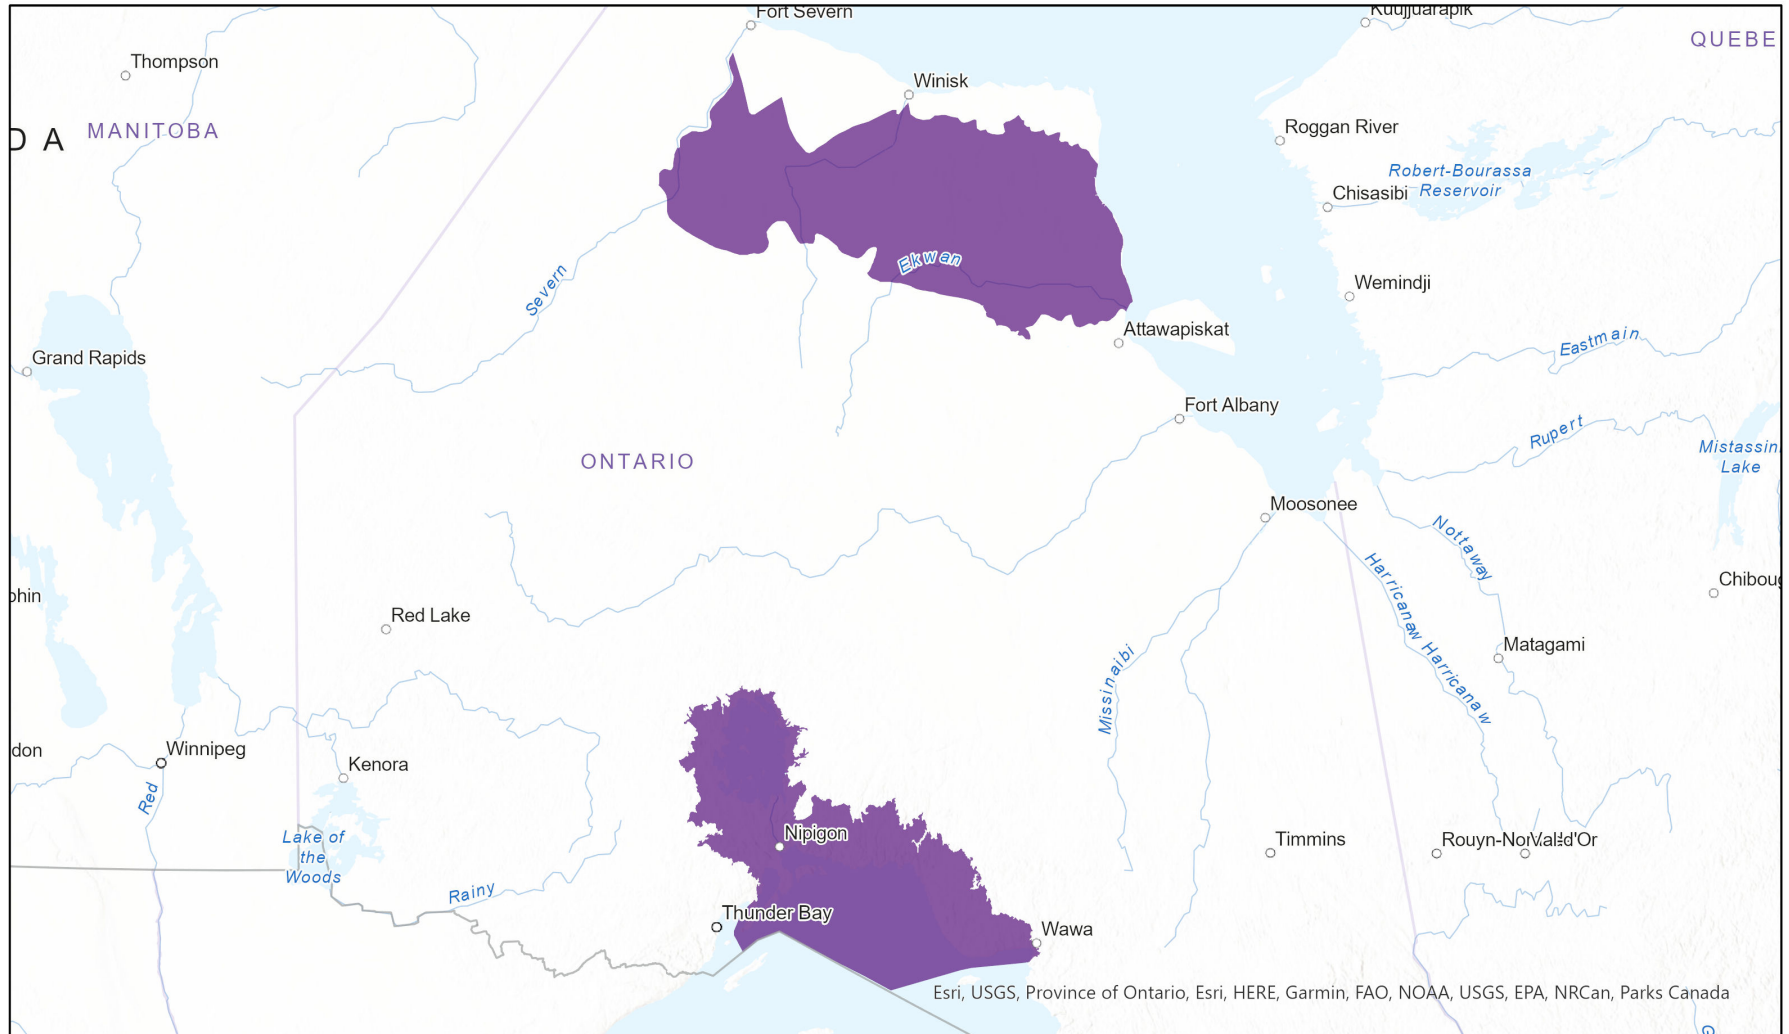 Fort Severn
Kuujjuarapik
QUEBE
Thompson
Winisk
MANITOBA
D A
Roggan River
Robert-Bourassa
Reservoir
Chisasibi
Ekwan
Severn
Wemindji
Attawapiskat
Eastmain
Grand Rapids
Fort Albany
Rupert
ONTARIO
Mistassin
Lake
Moosonee
Nottaway
Harricanaw
Harricanaw
Chiboug
phin
Red Lake
Matagami
Missinaibi
don
Winnipeg
Kenora
Red
Lake of
the
Woods
Nipigon
Timmins
Rouyn-Nor
Val-d'Or
Rainy
Thunder Bay
Wawa
Esri, USGS, Province of Ontario, Esri, HERE, Garmin, FAO, NOAA, USGS, EPA, NRCan, Parks Canada